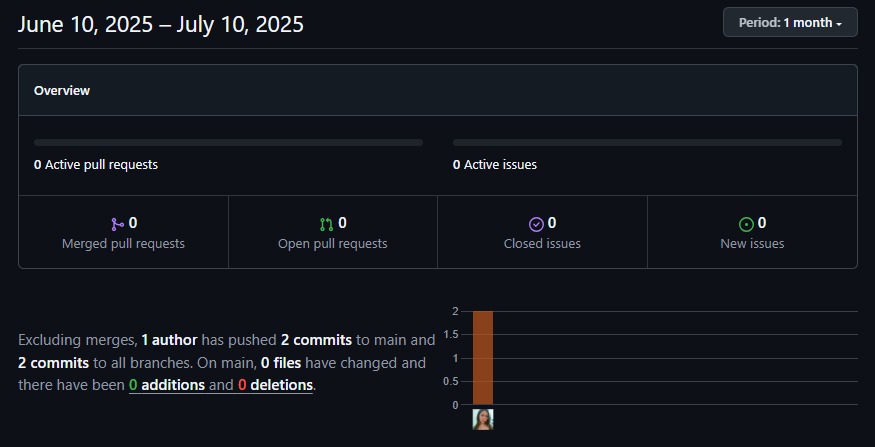 June 10, 2025 – July 10, 2025
Period: 1 month
Overview
0 Active pull requests
0 Active issues
0
Merged pull requests
0
Open pull requests
0
Closed issues
0
New issues
Excluding merges, 1 author has pushed 2 commits to main and
2 commits to all branches. On main, 0 files have changed and
there have been 0 additions and 0 deletions.
2
1.5
1
0.5
0